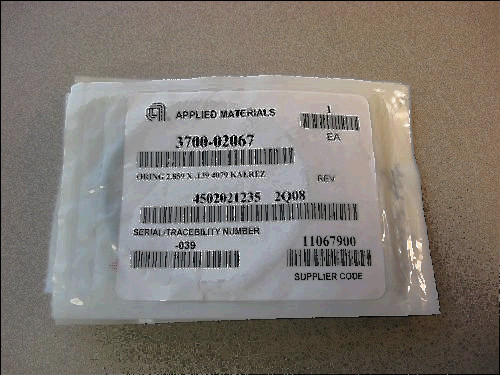 APPLIED MATERIALS
1
EA
3700-02067
ORING 2.859 X .139 4079 KALREZ
REV
4502021235 2Q08
SERIAL/TRACEBILITY NUMBER
-039
11067900
SUPPLIER CODE